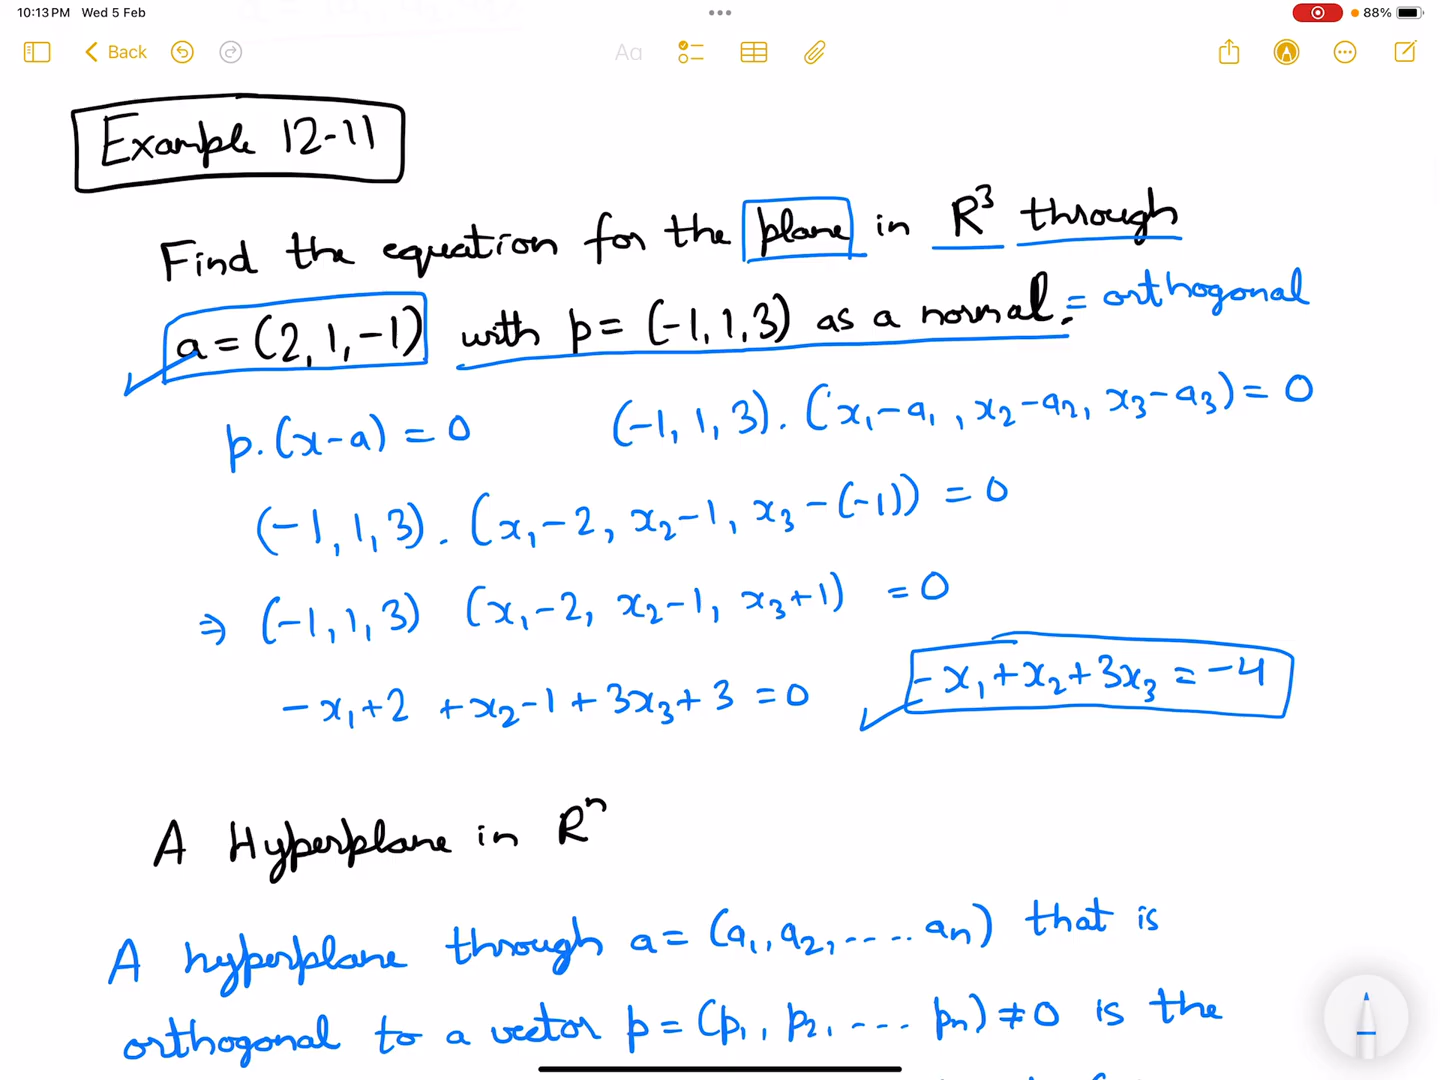 10:13 PM Wed 5 Feb
88%
Back
Aa
Example 12-11
Find the equation for the plane in R³ through
a = (2, 1, -1) with p = (-1, 1, 3) as a normal. = orthogonal
p.(x-a) = 0 (-1, 1, 3). (x₁-a₁, x₂-a₂, x₃-a₃) = 0
(-1, 1, 3). (x₁-2, x₂-1, x₃-(-1)) = 0
⇒ (-1, 1, 3) (x₁-2, x₂-1, x₃+1) = 0
-x₁+2 +x₂-1+3x₃+3 = 0 -x₁+x₂+3x₃ = -4
A Hyperplane in Rⁿ
A hyperplane through a = (a₁, a₂, .... aₙ) that is
orthogonal to a vector p = (p₁, p₂, .... pₙ) ≠ 0 is the